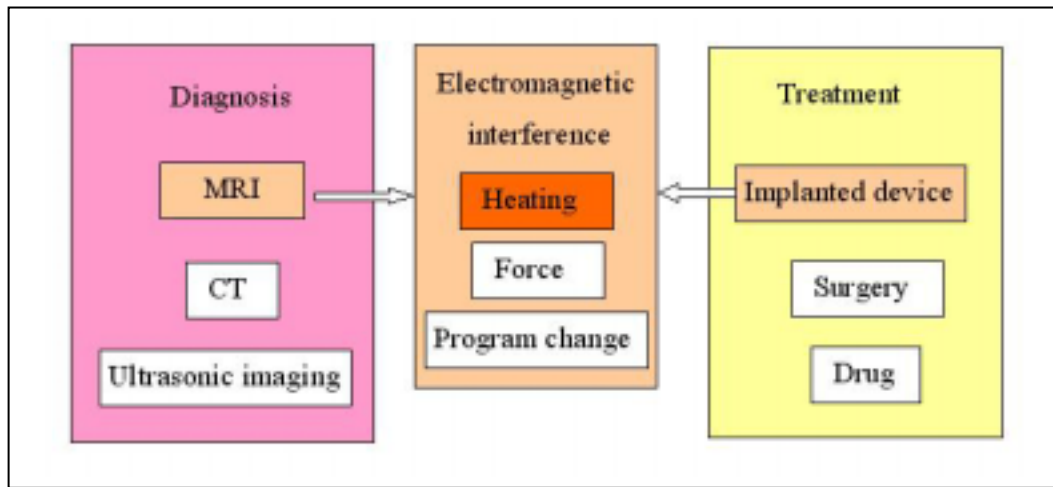 Diagnosis
MRI
CT
Ultrasonic imaging
Electromagnetic
interference
Heating
Force
Program change
Treatment
Implanted device
Surgery
Drug